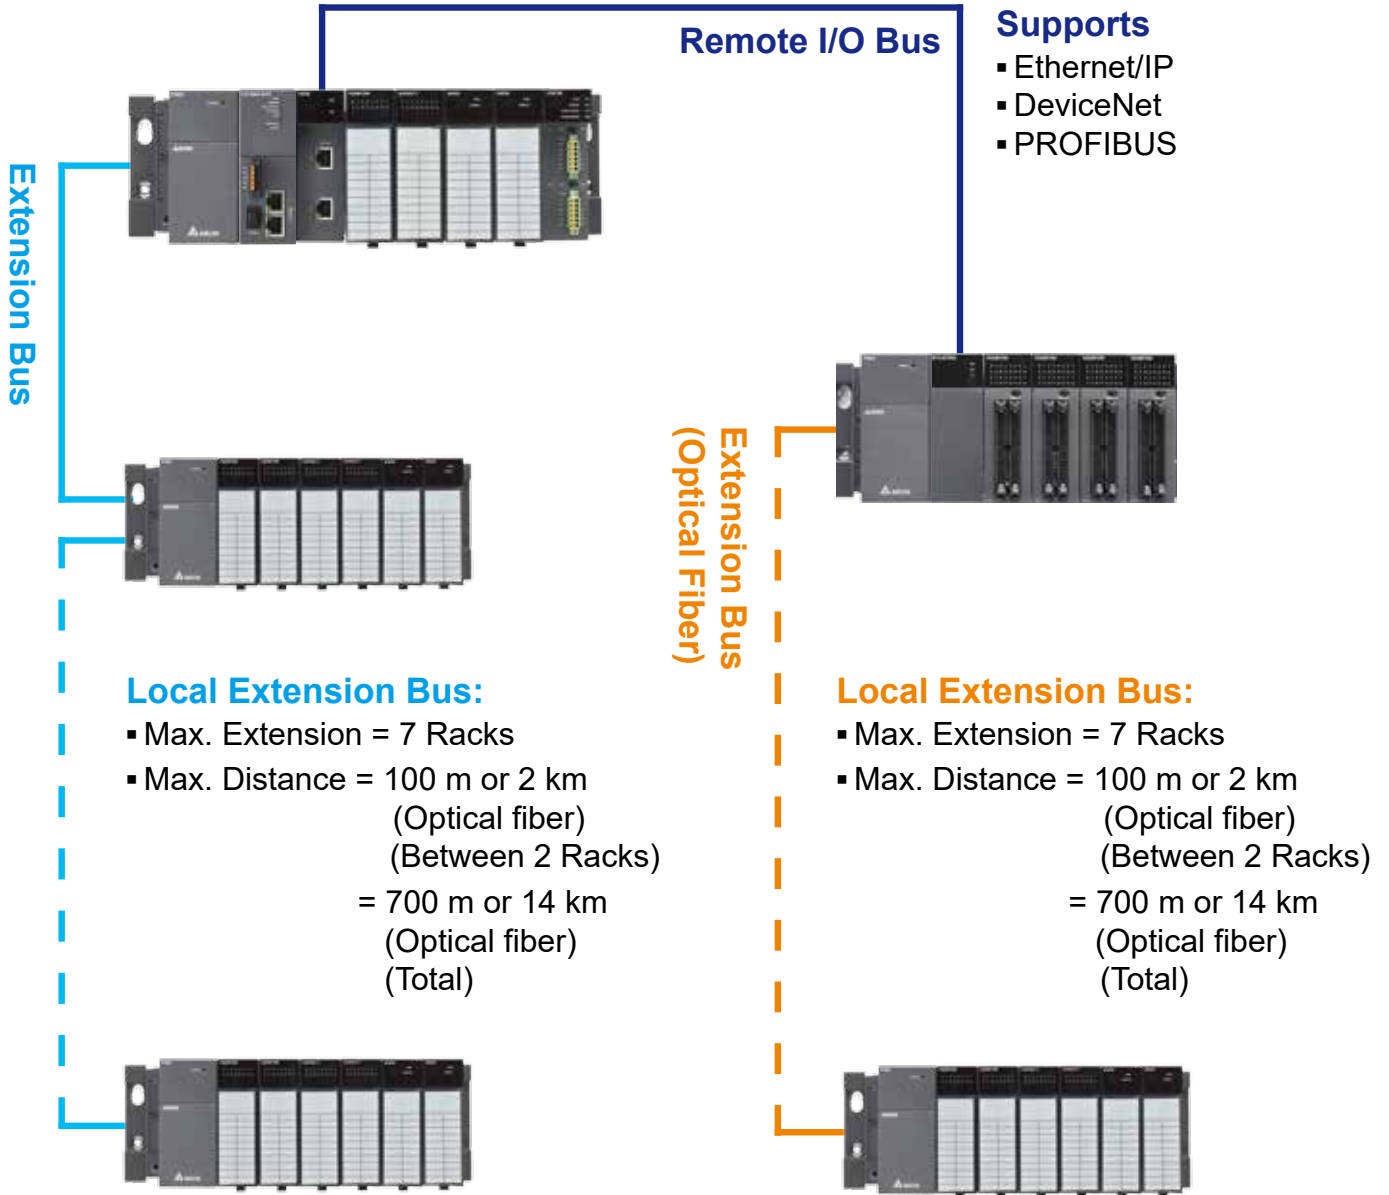 Remote I/O Bus
Supports
▪ Ethernet/IP
▪ DeviceNet
▪ PROFIBUS
Extension Bus
Extension Bus
(Optical Fiber)
Local Extension Bus:
▪ Max. Extension = 7 Racks
▪ Max. Distance = 100 m or 2 km
(Optical fiber)
(Between 2 Racks)
= 700 m or 14 km
(Optical fiber)
(Total)
Local Extension Bus:
▪ Max. Extension = 7 Racks
▪ Max. Distance = 100 m or 2 km
(Optical fiber)
(Between 2 Racks)
= 700 m or 14 km
(Optical fiber)
(Total)